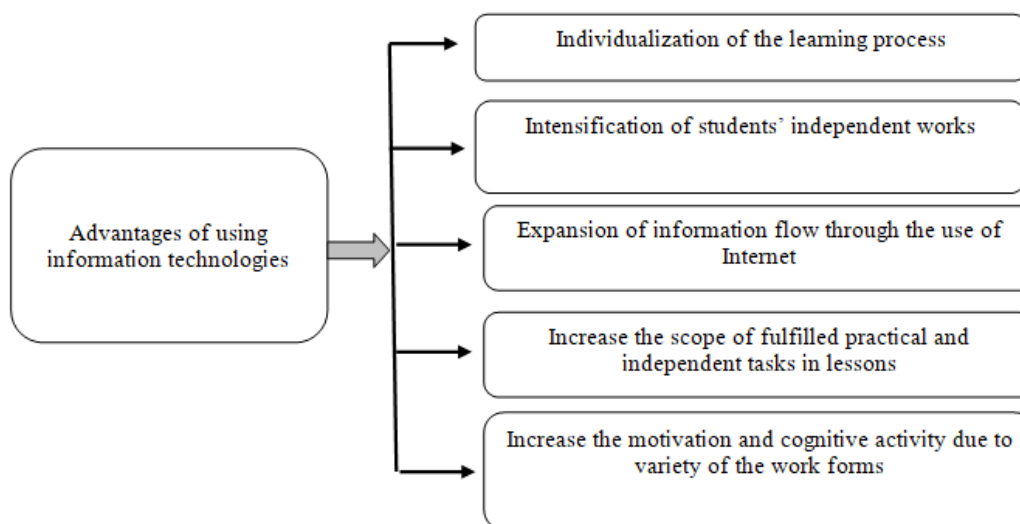 Individualization of the learning process
Intensification of students’ independent works
Advantages of using
information technologies
Expansion of information flow through the use of
Internet
Increase the scope of fulfilled practical and
independent tasks in lessons
Increase the motivation and cognitive activity due to
variety of the work forms